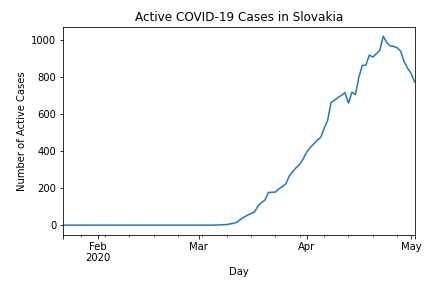 Active COVID-19 Cases in Slovakia
Number of Active Cases
1000
800
600
400
200
0
Feb
2020
Mar
Apr
May
Day